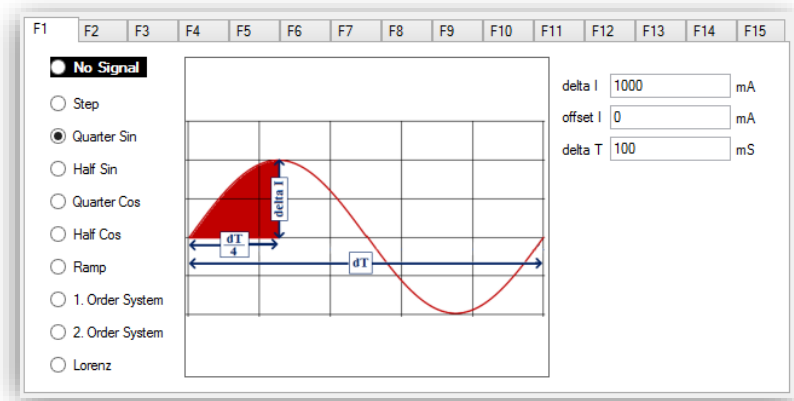 F1 F2 F3 F4 F5 F6 F7 F8 F9 F10 F11 F12 F13 F14 F15
No Signal
Step
Quarter Sin
Half Sin
Quarter Cos
Half Cos
Ramp
1. Order System
2. Order System
Lorenz
delta I
dT
4
dT
delta I 1000 mA
offset I 0 mA
delta T 100 mS